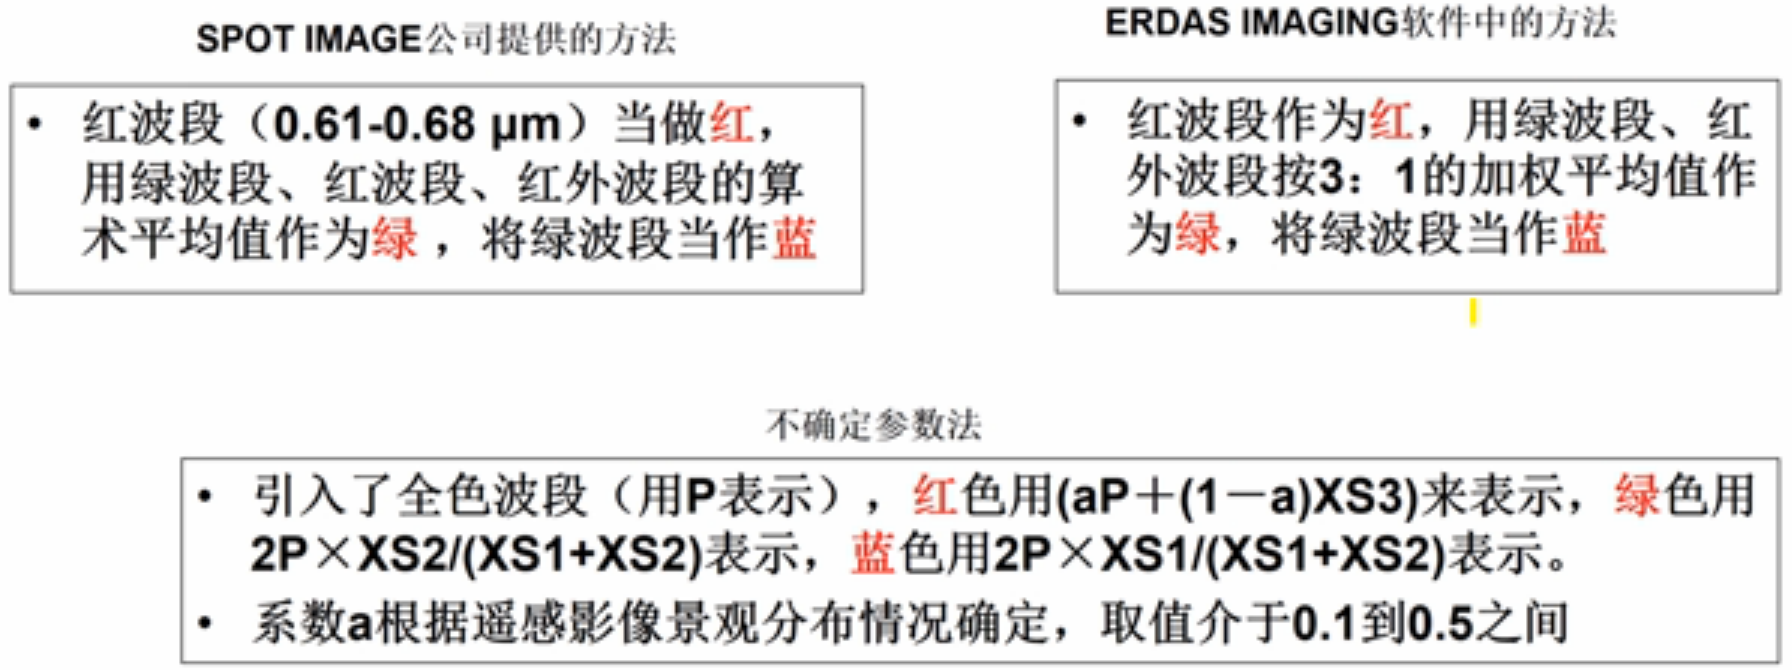 SPOT IMAGE公司提供的方法
• 红波段（0.61-0.68 μm）当做红，
用绿波段、红波段、红外波段的算
术平均值作为绿 ，将绿波段当作蓝
ERDAS IMAGING软件中的方法
• 红波段作为红，用绿波段、红
外波段按3：1的加权平均值作
为绿，将绿波段当作蓝
不确定参数法
• 引入了全色波段（用P表示），红色用(aP＋(1－a)XS3)来表示，绿色用
2P×XS2/(XS1+XS2)表示，蓝色用2P×XS1/(XS1+XS2)表示。
• 系数a根据遥感影像景观分布情况确定，取值介于0.1到0.5之间